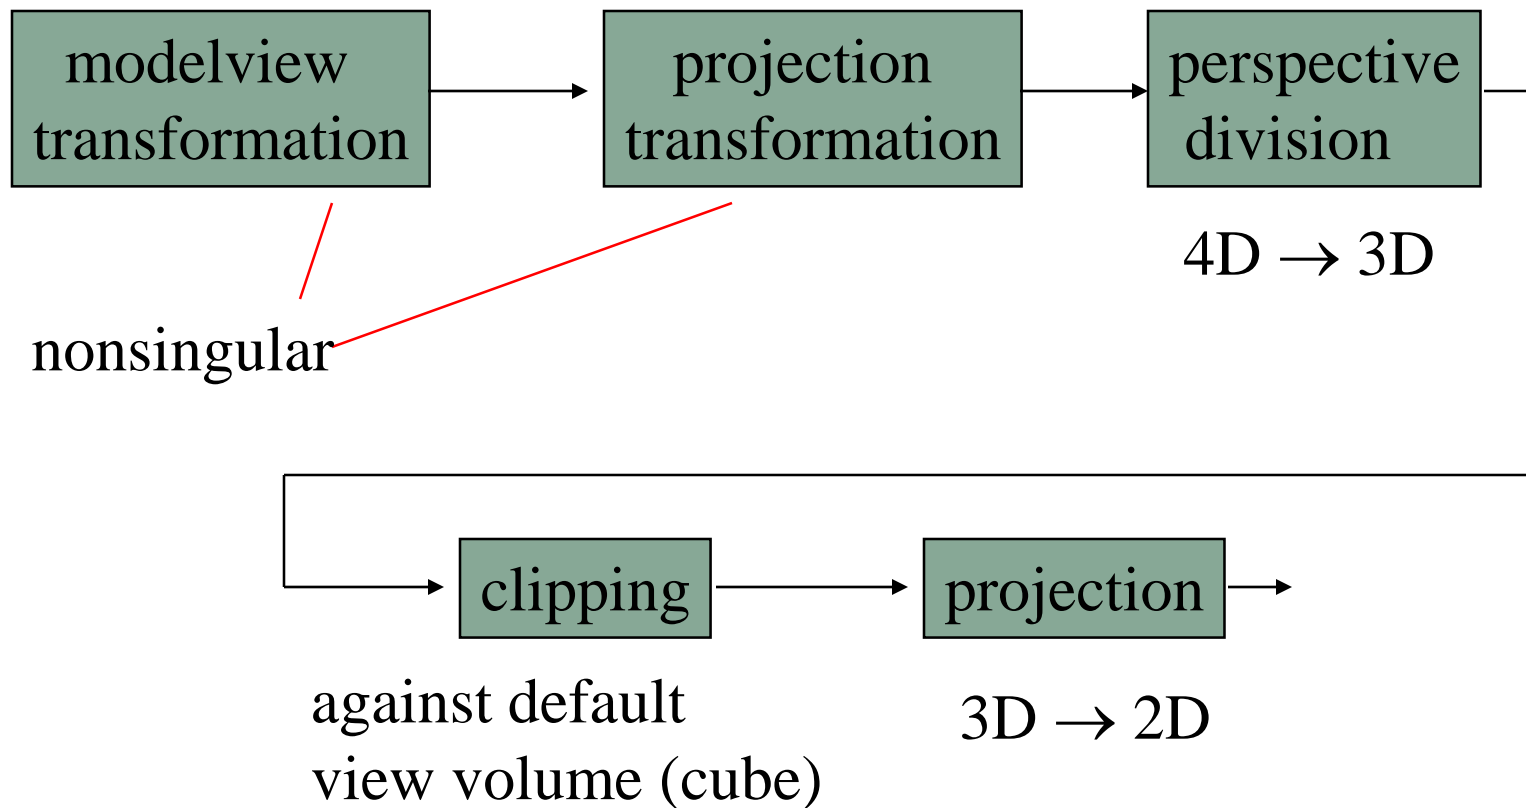 modelview
transformation
projection
transformation
perspective
division
4D → 3D
nonsingular
clipping
projection
against default
view volume (cube)
3D → 2D